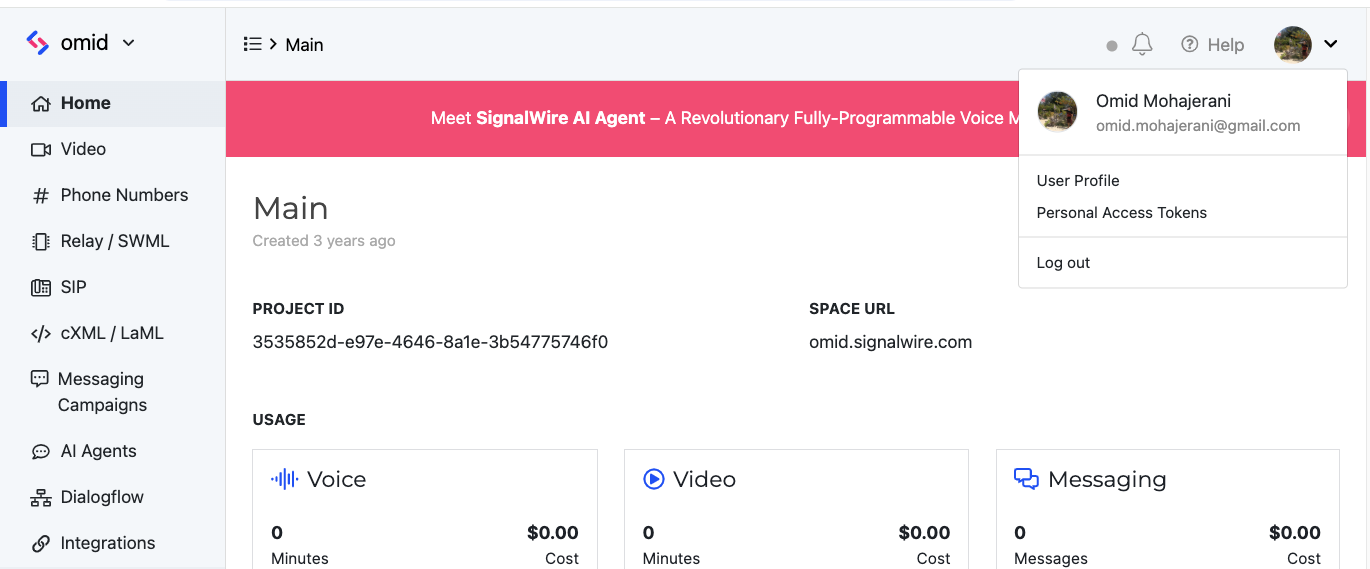 omid
Main
Help
Omid Mohajerani
omid.mohajerani@gmail.com
User Profile
Personal Access Tokens
Log out
Home
Video
Phone Numbers
Relay / SWML
SIP
cXML / LaML
Messaging
Campaigns
AI Agents
Dialogflow
Integrations
Meet SignalWire AI Agent – A Revolutionary Fully-Programmable Voice M
Main
Created 3 years ago
PROJECT ID
3535852d-e97e-4646-8a1e-3b54775746f0
SPACE URL
omid.signalwire.com
USAGE
Voice
0 $0.00
Minutes Cost
Video
0 $0.00
Minutes Cost
Messaging
0 $0.00
Messages Cost